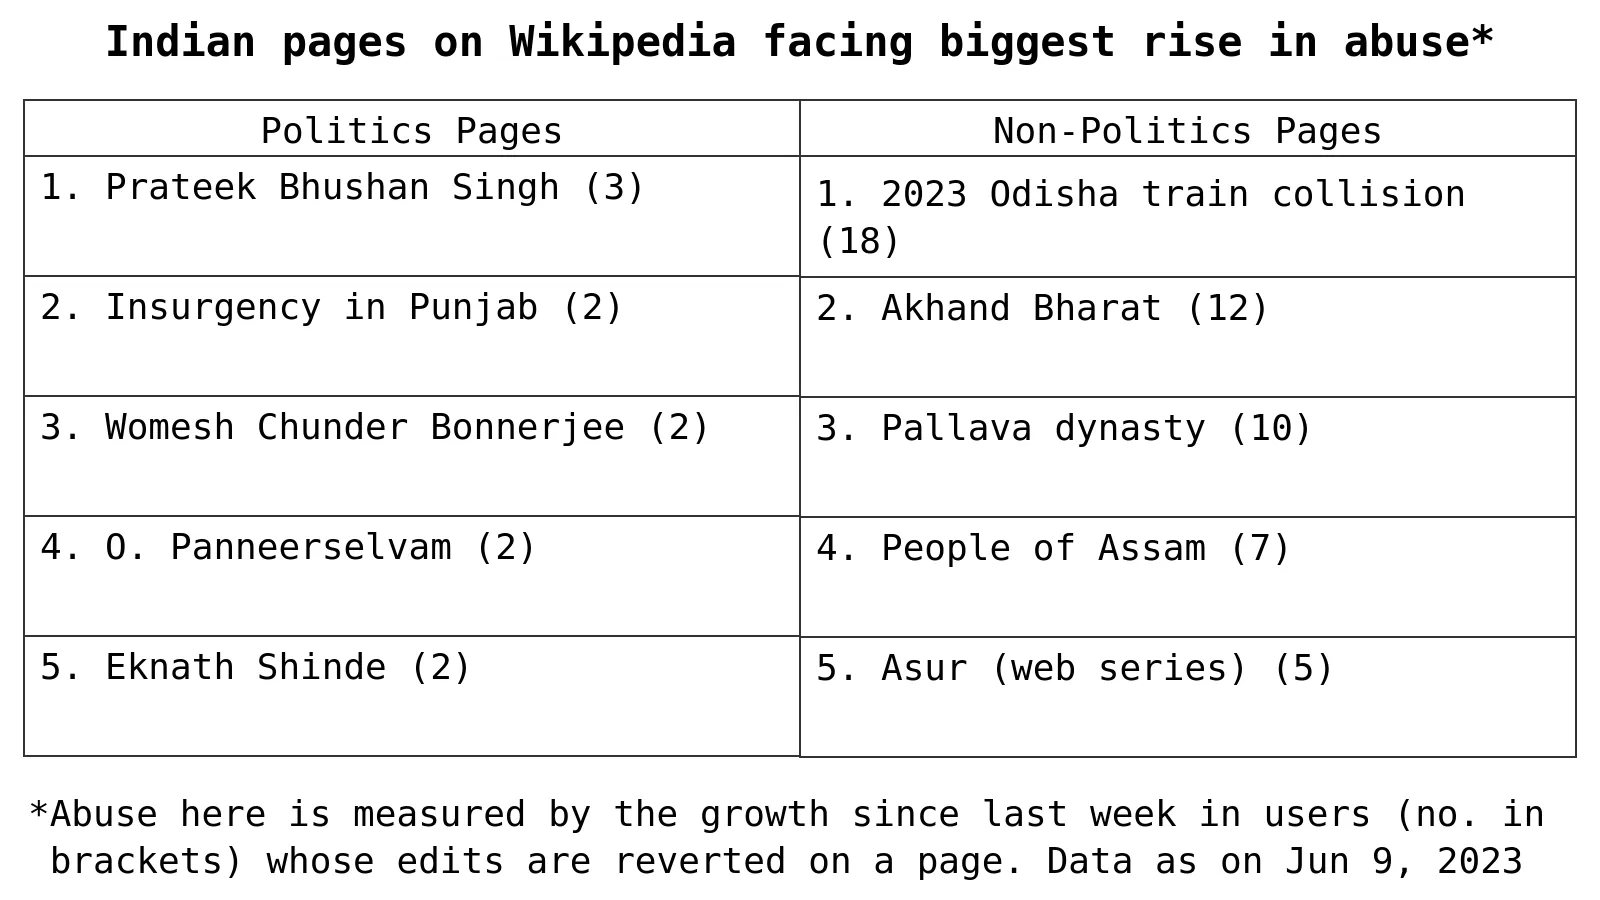 Indian pages on Wikipedia facing biggest rise in abuse*
Politics Pages
Non-Politics Pages
1. Prateek Bhushan Singh (3)
1. 2023 Odisha train collision
(18)
2. Insurgency in Punjab (2)
2. Akhand Bharat (12)
3. Womesh Chunder Bonnerjee (2)
3. Pallava dynasty (10)
4. O. Panneerselvam (2)
4. People of Assam (7)
5. Eknath Shinde (2)
5. Asur (web series) (5)
*Abuse here is measured by the growth since last week in users (no. in
brackets) whose edits are reverted on a page. Data as on Jun 9, 2023